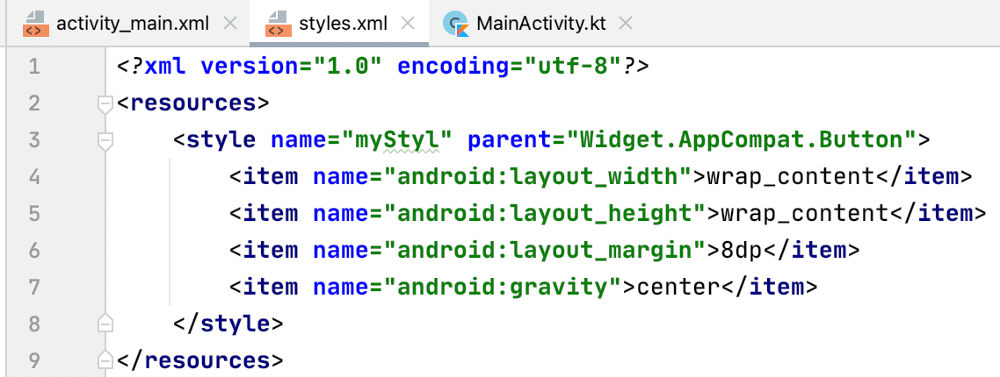 activity_main.xml styles.xml MainActivity.kt
1 <?xml version="1.0" encoding="utf-8"?>
2 <resources>
3     <style name="myStyl" parent="Widget.AppCompat.Button">
4         <item name="android:layout_width">wrap_content</item>
5         <item name="android:layout_height">wrap_content</item>
6         <item name="android:layout_margin">8dp</item>
7         <item name="android:gravity">center</item>
8     </style>
9 </resources>